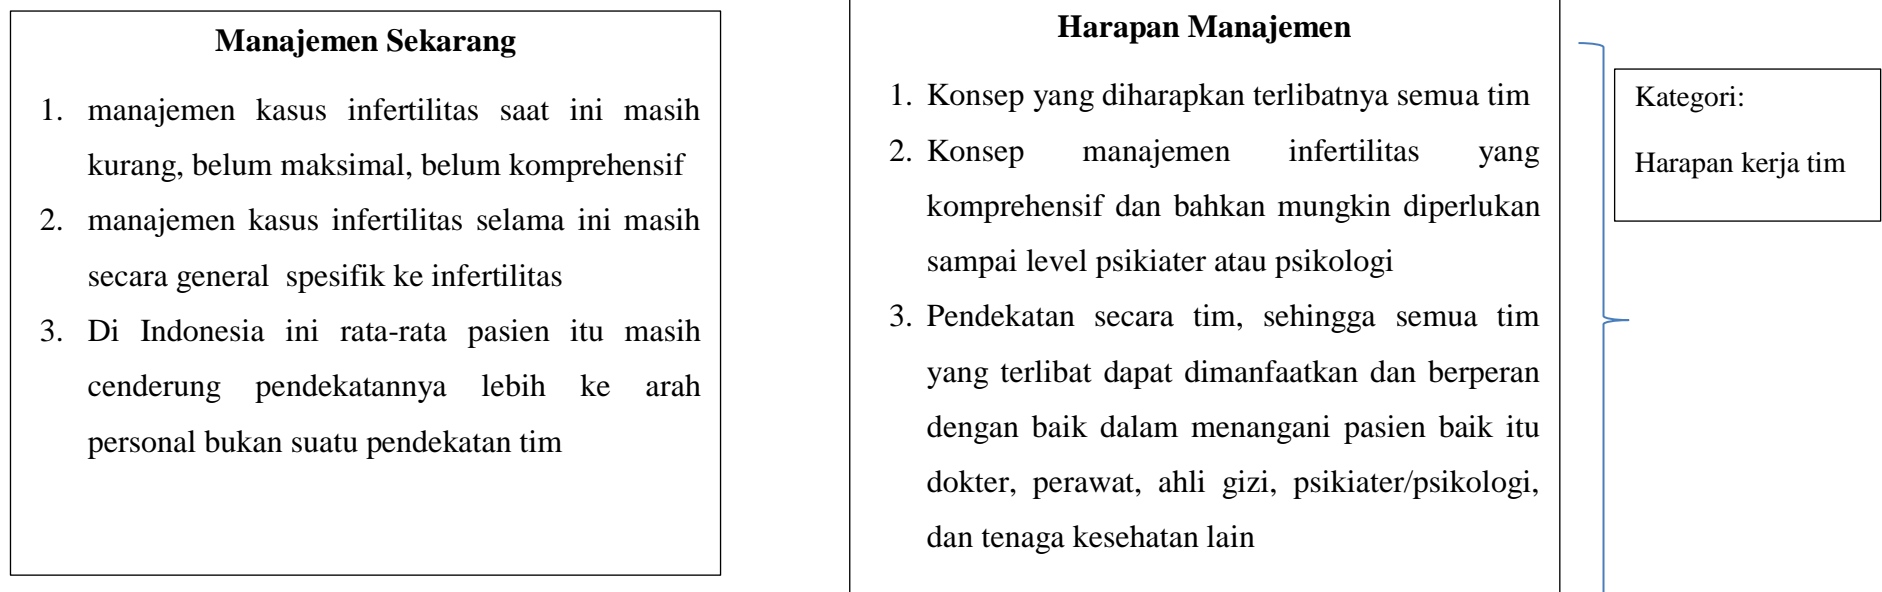 Manajemen Sekarang
1. manajemen kasus infertilitas saat ini masih
kurang, belum maksimal, belum komprehensif
2. manajemen kasus infertilitas selama ini masih
secara general  spesifik ke infertilitas
3. Di Indonesia ini rata-rata pasien itu masih
cenderung pendekatannya lebih ke arah
personal bukan suatu pendekatan tim
Harapan Manajemen
1. Konsep yang diharapkan terlibatnya semua tim
2. Konsep manajemen infertilitas yang
komprehensif dan bahkan mungkin diperlukan
sampai level psikiater atau psikologi
3. Pendekatan secara tim, sehingga semua tim
yang terlibat dapat dimanfaatkan dan berperan
dengan baik dalam menangani pasien baik itu
dokter, perawat, ahli gizi, psikiater/psikologi,
dan tenaga kesehatan lain
Kategori:
Harapan kerja tim